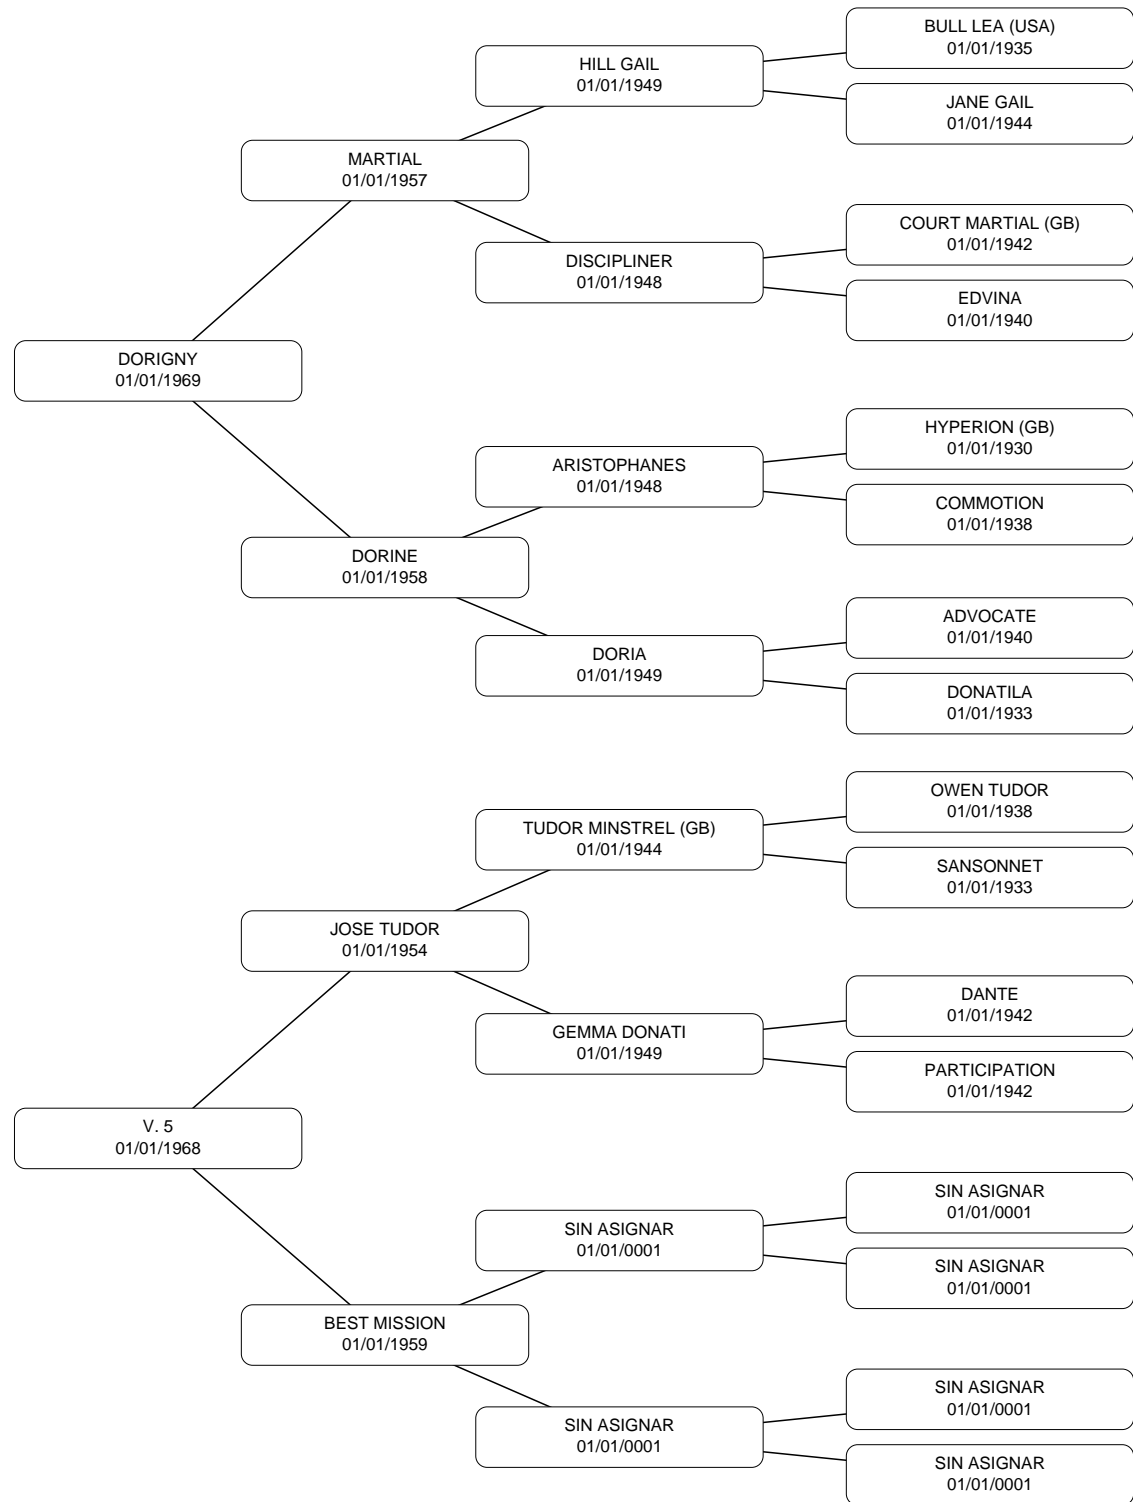 BULL LEA (USA)
01/01/1935
HILL GAIL
01/01/1949
JANE GAIL
01/01/1944
MARTIAL
01/01/1957
COURT MARTIAL (GB)
01/01/1942
DISCIPLINER
01/01/1948
EDVINA
01/01/1940
DORIGNY
01/01/1969
HYPERION (GB)
01/01/1930
ARISTOPHANES
01/01/1948
COMMOTION
01/01/1938
DORINE
01/01/1958
ADVOCATE
01/01/1940
DORIA
01/01/1949
DONATILA
01/01/1933
OWEN TUDOR
01/01/1938
TUDOR MINSTREL (GB)
01/01/1944
SANSONNET
01/01/1933
JOSE TUDOR
01/01/1954
DANTE
01/01/1942
GEMMA DONATI
01/01/1949
PARTICIPATION
01/01/1942
V. 5
01/01/1968
SIN ASIGNAR
01/01/0001
SIN ASIGNAR
01/01/0001
SIN ASIGNAR
01/01/0001
BEST MISSION
01/01/1959
SIN ASIGNAR
01/01/0001
SIN ASIGNAR
01/01/0001
SIN ASIGNAR
01/01/0001